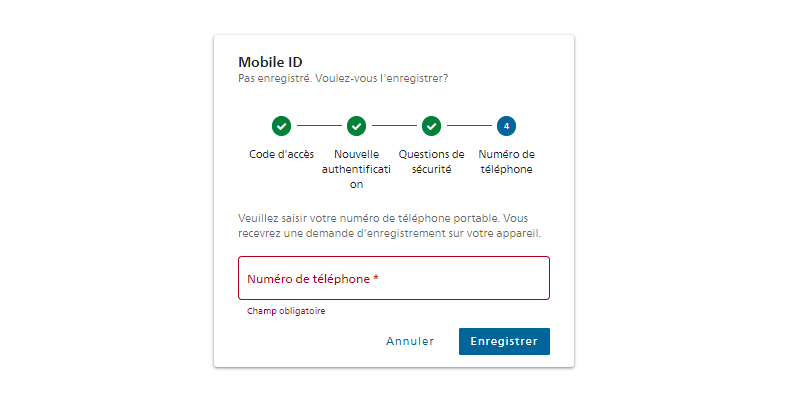 Mobile ID
Pas enregistré. Voulez-vous l'enregistrer?
4
Code d'accès
Nouvelle
authentificati
on
Questions de
sécurité
Numéro de
téléphone
Veuillez saisir votre numéro de téléphone portable. Vous
recevrez une demande d'enregistrement sur votre appareil.
Numéro de téléphone *
Champ obligatoire
Annuler
Enregistrer